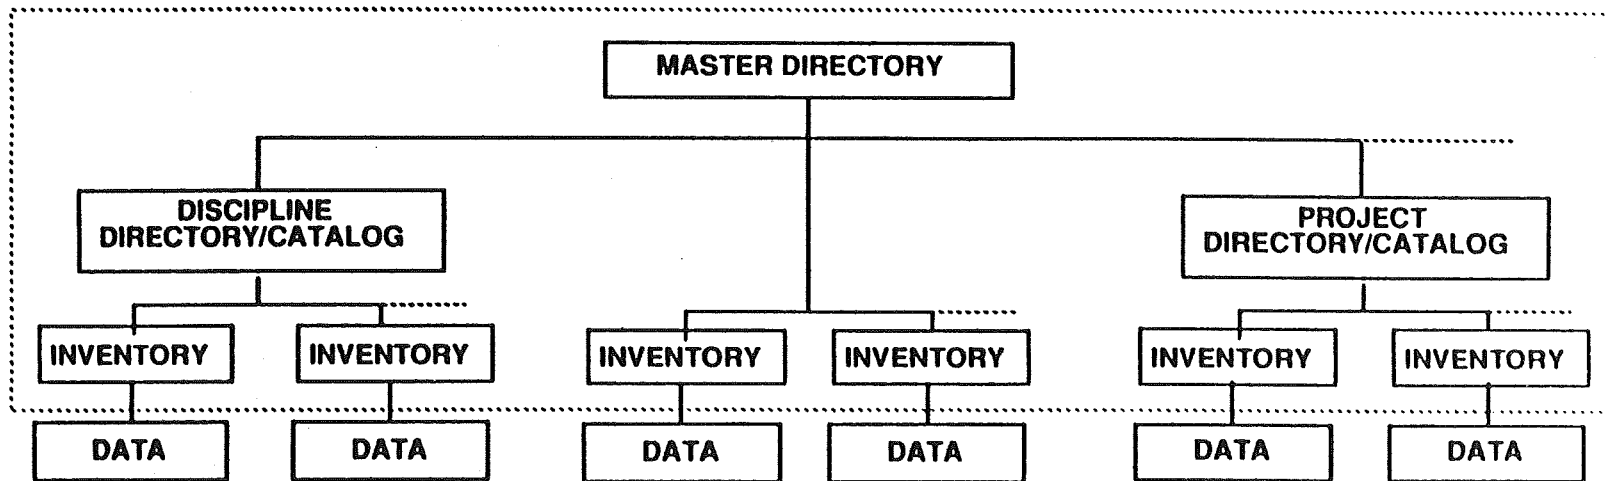 MASTER DIRECTORY
DISCIPLINE
DIRECTORY/CATALOG
PROJECT
DIRECTORY/CATALOG
INVENTORY
INVENTORY
INVENTORY
INVENTORY
INVENTORY
INVENTORY
DATA
DATA
DATA
DATA
DATA
DATA